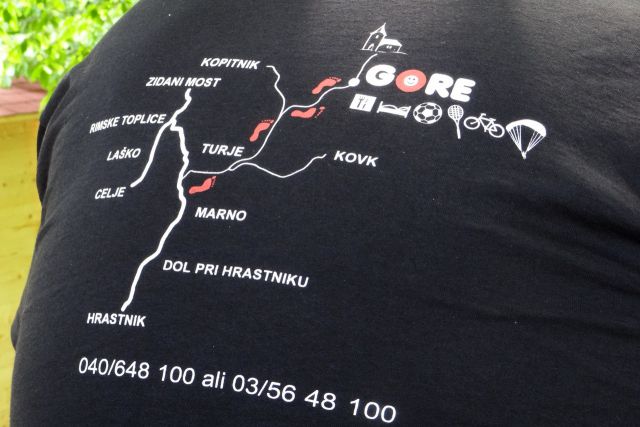 KOPITNIK
GORE
ZIDANI MOST
RIMSKE TOPLICE
LAŠKO
TURJE
KOVK
CELJE
MARNO
DOL PRI HRASTNIKU
HRASTNIK
040/648 100 ali 03/56 48 100